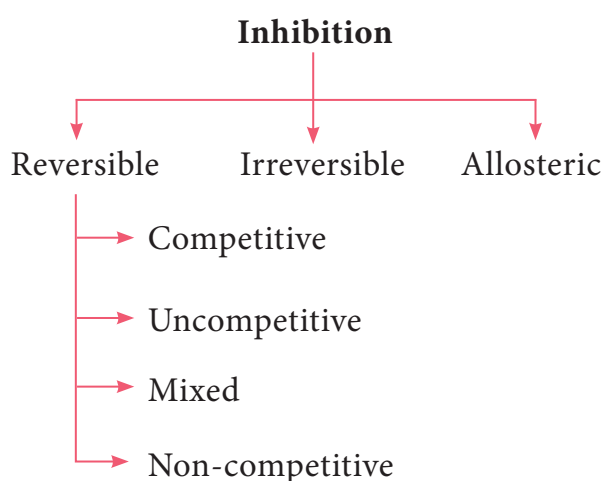 Inhibition
Reversible Irreversible Allosteric
Competitive
Uncompetitive
Mixed
Non-competitive